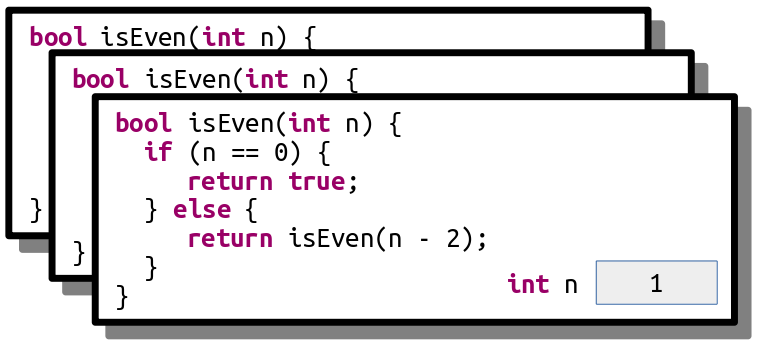 bool isEven(int n) {
}
bool isEven(int n) {
}
bool isEven(int n) {
  if (n == 0) {
     return true;
  } else {
     return isEven(n - 2);
  }
}
int n 1